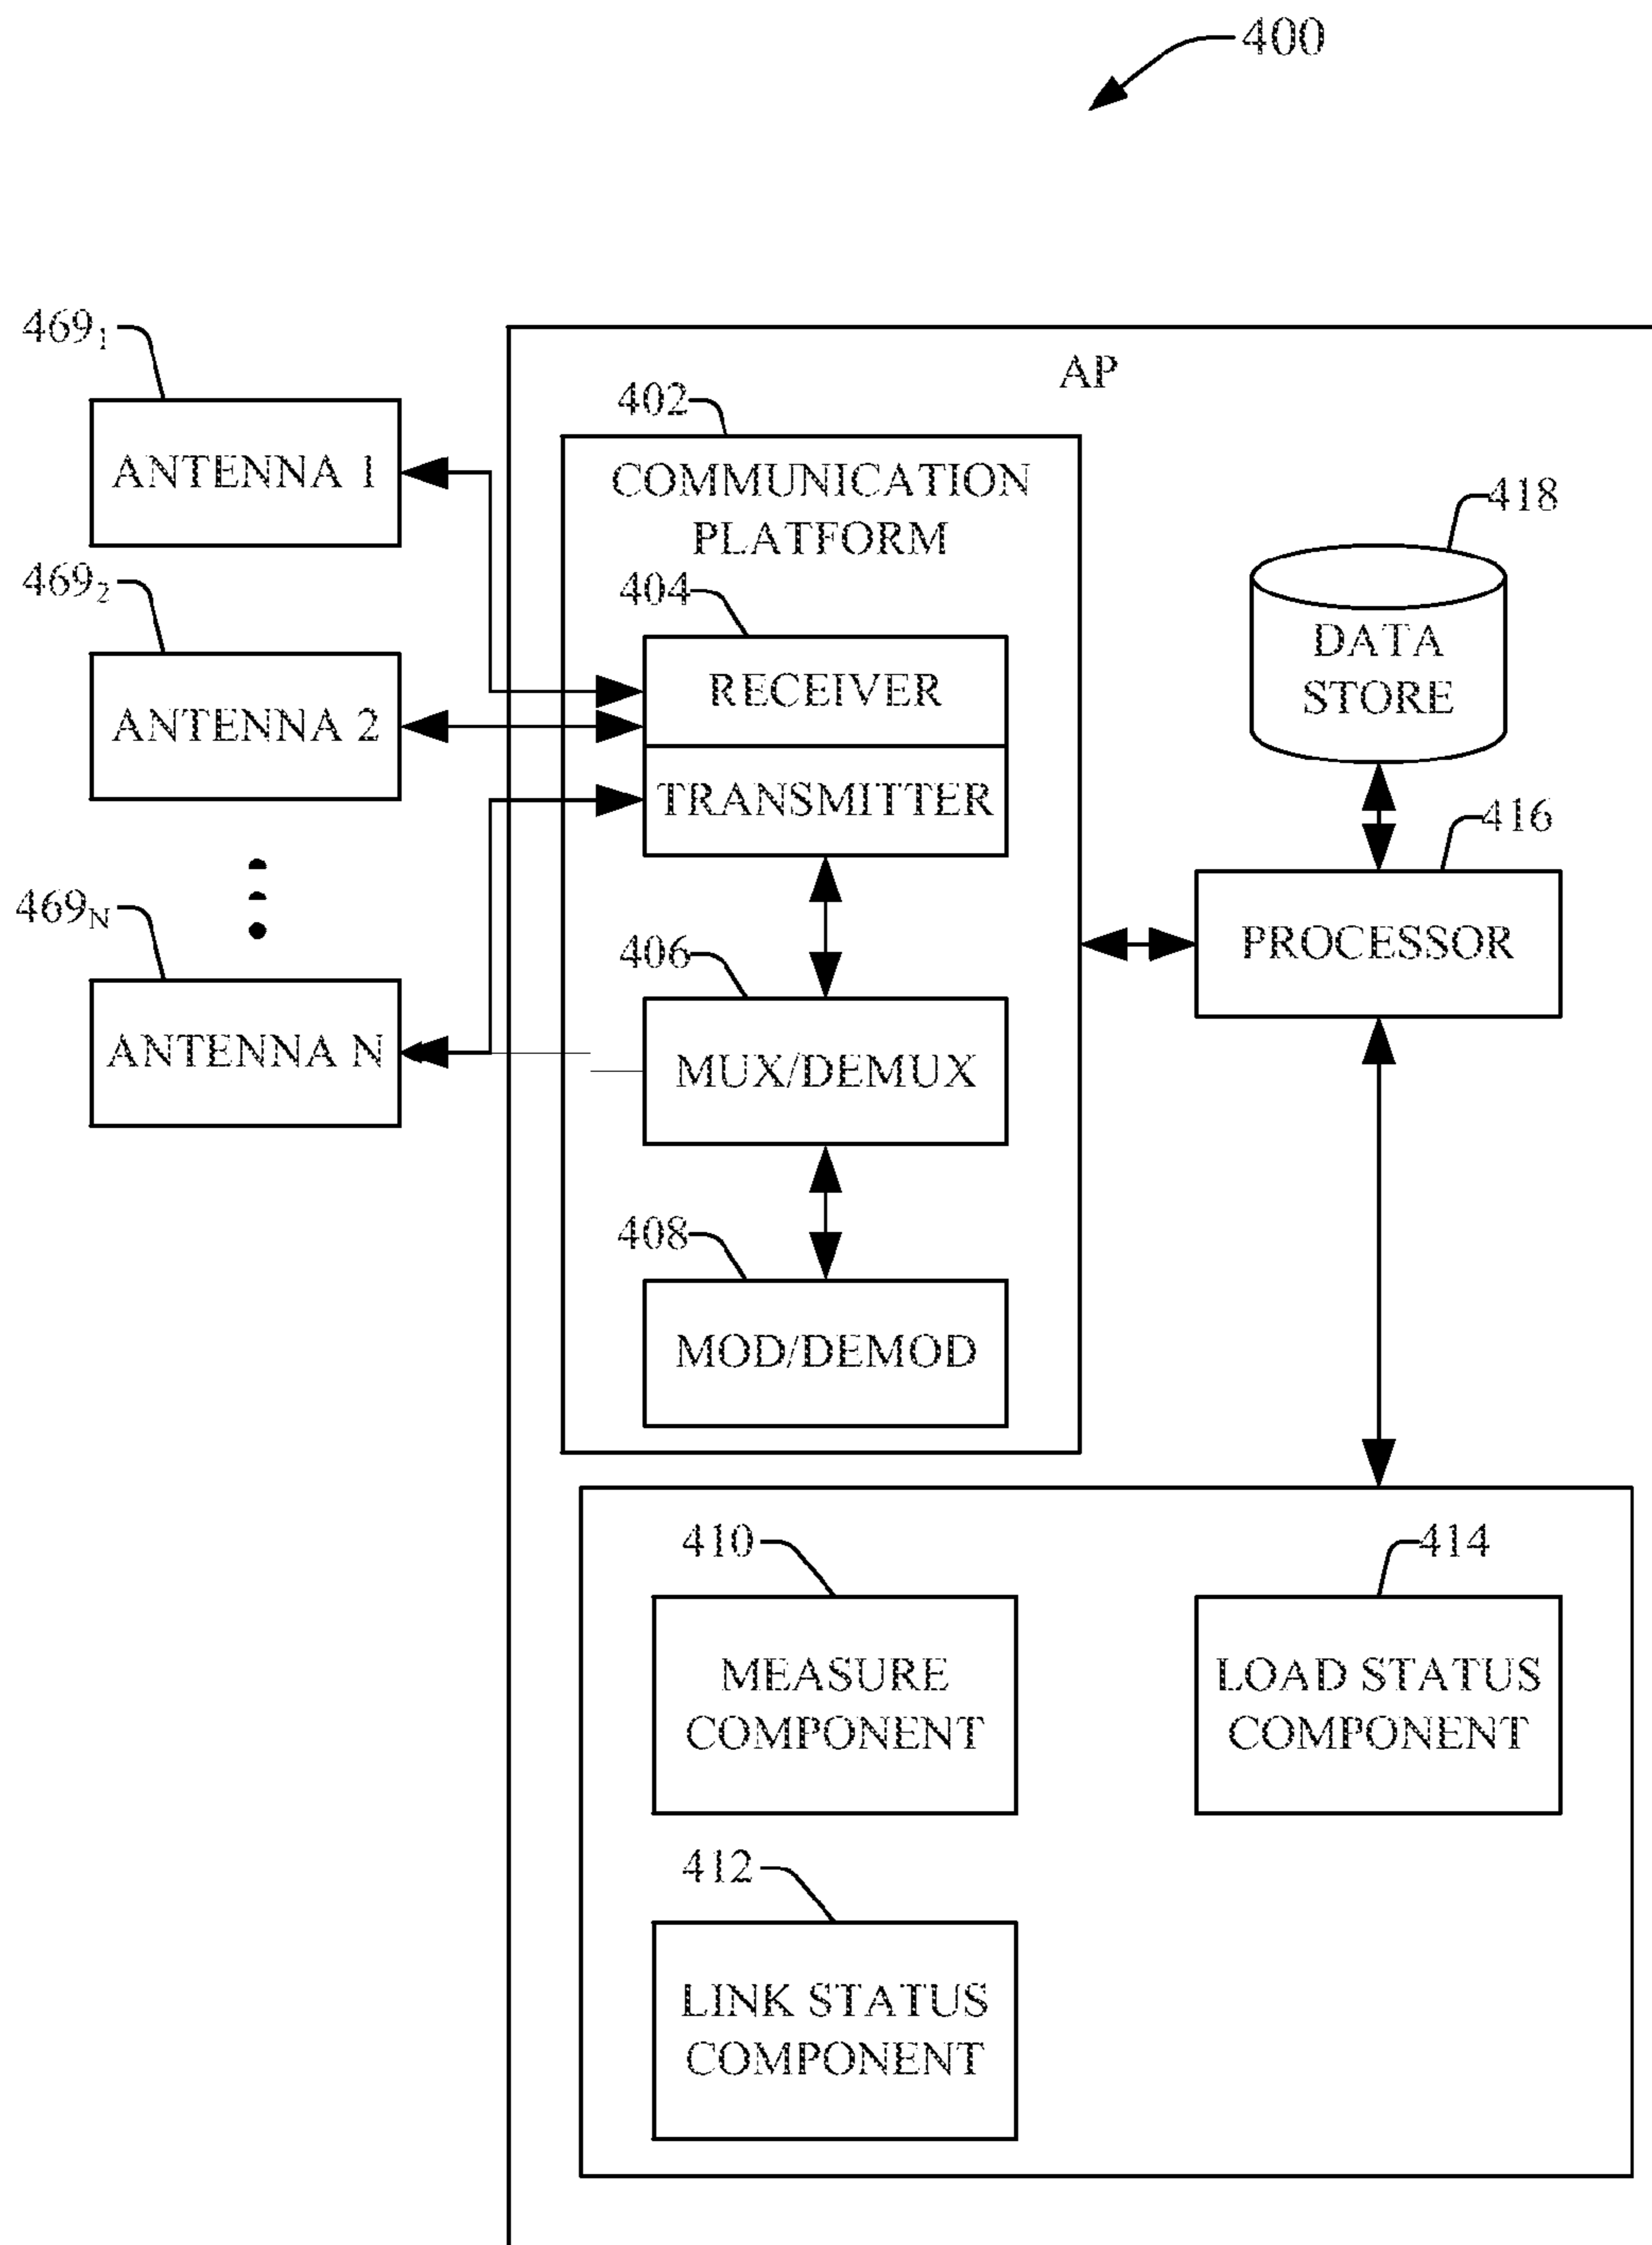 400
469₁
AP
402
ANTENNA 1
COMMUNICATION
PLATFORM
418
469₂
404
DATA
STORE
RECEIVER
ANTENNA 2
TRANSMITTER
416
469N
406
PROCESSOR
ANTENNA N
MUX/DEMUX
408
MOD/DEMOD
410
414
MEASURE
COMPONENT
LOAD STATUS
COMPONENT
412
LINK STATUS
COMPONENT